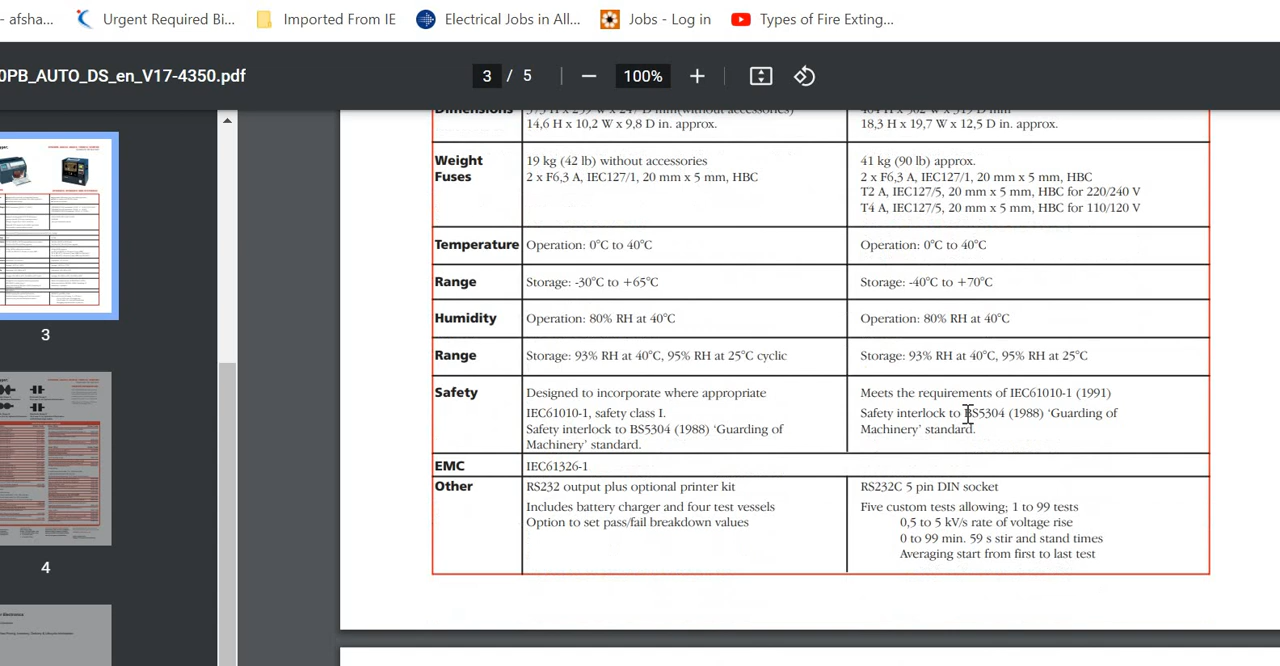 - afsha...
Urgent Required Bi...
Imported From IE
Electrical Jobs in All...
Jobs - Log in
Types of Fire Exting...
0PB_AUTO_DS_en_V17-4350.pdf
3 / 5
100%
3
4
Dimensions
14,6 H x 10,2 W x 9,8 D in. approx.
18,3 H x 19,7 W x 12,5 D in. approx.
Weight 19 kg (42 lb) without accessories 41 kg (90 lb) approx.
Fuses 2 x F6,3 A, IEC127/1, 20 mm x 5 mm, HBC 2 x F6,3 A, IEC127/1, 20 mm x 5 mm, HBC
T2 A, IEC127/5, 20 mm x 5 mm, HBC for 220/240 V
T4 A, IEC127/5, 20 mm x 5 mm, HBC for 110/120 V
Temperature Operation: 0°C to 40°C Operation: 0°C to 40°C
Range Storage: -30°C to +65°C Storage: -40°C to +70°C
Humidity Operation: 80% RH at 40°C Operation: 80% RH at 40°C
Range Storage: 93% RH at 40°C, 95% RH at 25°C cyclic Storage: 93% RH at 40°C, 95% RH at 25°C
Safety Designed to incorporate where appropriate Meets the requirements of IEC61010-1 (1991)
IEC61010-1, safety class I. Safety interlock to BS5304 (1988) ‘Guarding of
Safety interlock to BS5304 (1988) ‘Guarding of Machinery’ standard.
Machinery’ standard.
EMC IEC61326-1
Other RS232 output plus optional printer kit RS232C 5 pin DIN socket
Includes battery charger and four test vessels Five custom tests allowing; 1 to 99 tests
Option to set pass/fail breakdown values 0,5 to 5 kV/s rate of voltage rise
0 to 99 min. 59 s stir and stand times
Averaging start from first to last test